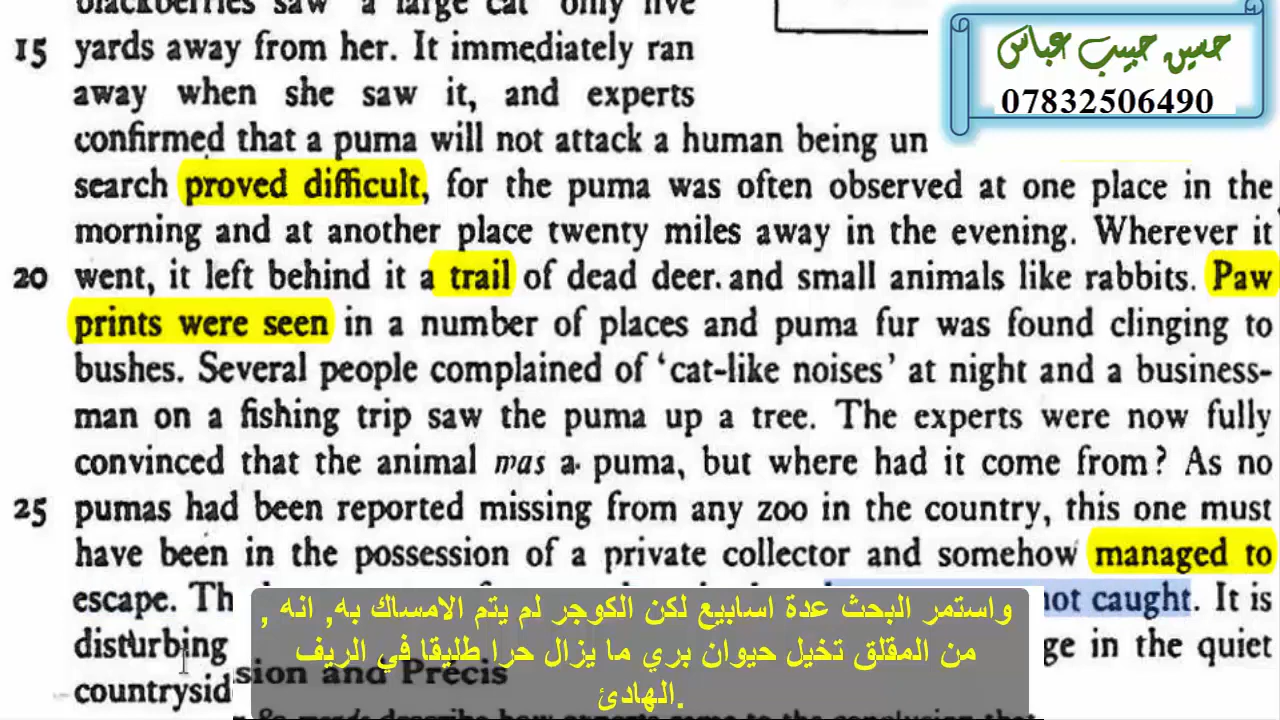 blackberries saw 'a large cat' only five
15 yards away from her. It immediately ran
away when she saw it, and experts
confirmed that a puma will not attack a human being un
search proved difficult, for the puma was often observed at one place in the
morning and at another place twenty miles away in the evening. Wherever it
20 went, it left behind it a trail of dead deer and small animals like rabbits. Paw
prints were seen in a number of places and puma fur was found clinging to
bushes. Several people complained of 'cat-like noises' at night and a business-
man on a fishing trip saw the puma up a tree. The experts were now fully
convinced that the animal was a puma, but where had it come from? As no
25 pumas had been reported missing from any zoo in the country, this one must
have been in the possession of a private collector and somehow managed to
escape. Th not caught. It is
disturbing ge in the quiet
countrysid
sion and Précis
حسين حبيب عباس
07832506490
واستمر البحث عدة اسابيع لكن الكوجر لم يتم الامساك به, انه ,
من المقلق تخيل حيوان بري ما يزال حرا طليقا في الريف
الهادئ.